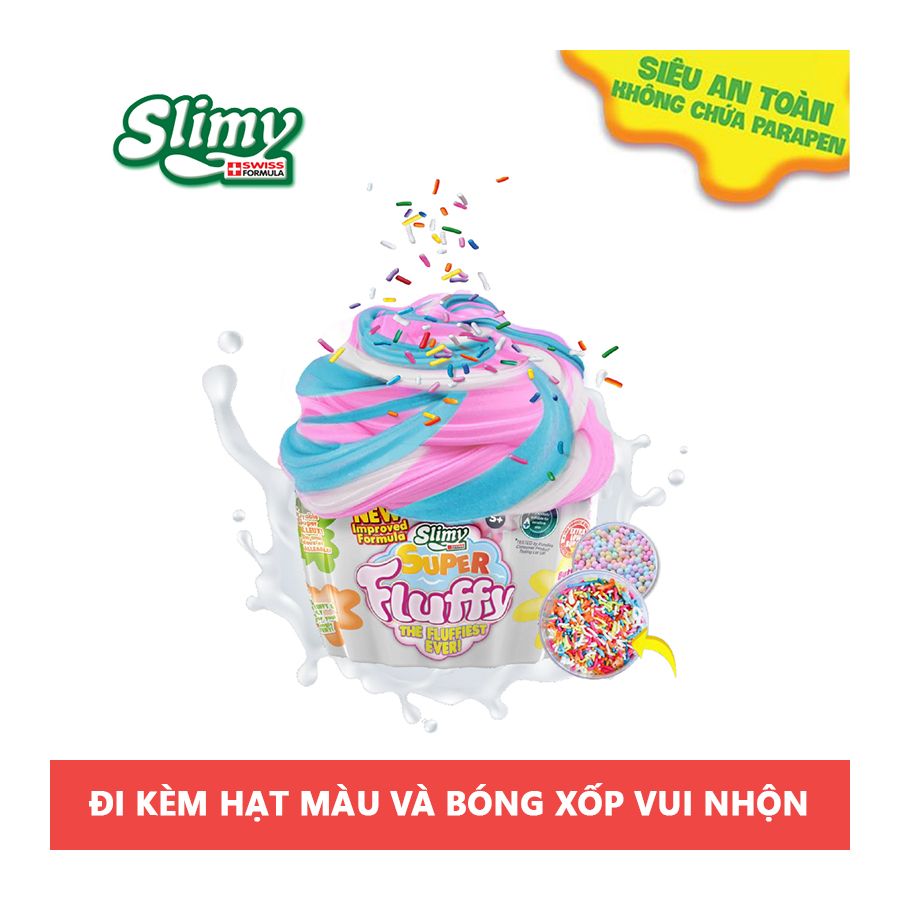 Slimy
SWISS
FORMULA
SIÊU AN TOÀN
KHÔNG CHỨA PARAPEN
NEW
Improved
Formula
Slimy
SUPER
Fluffy
THE FLUFFIEST
EVER!
ĐI KÈM HẠT MÀU VÀ BÓNG XỐP VUI NHỘN